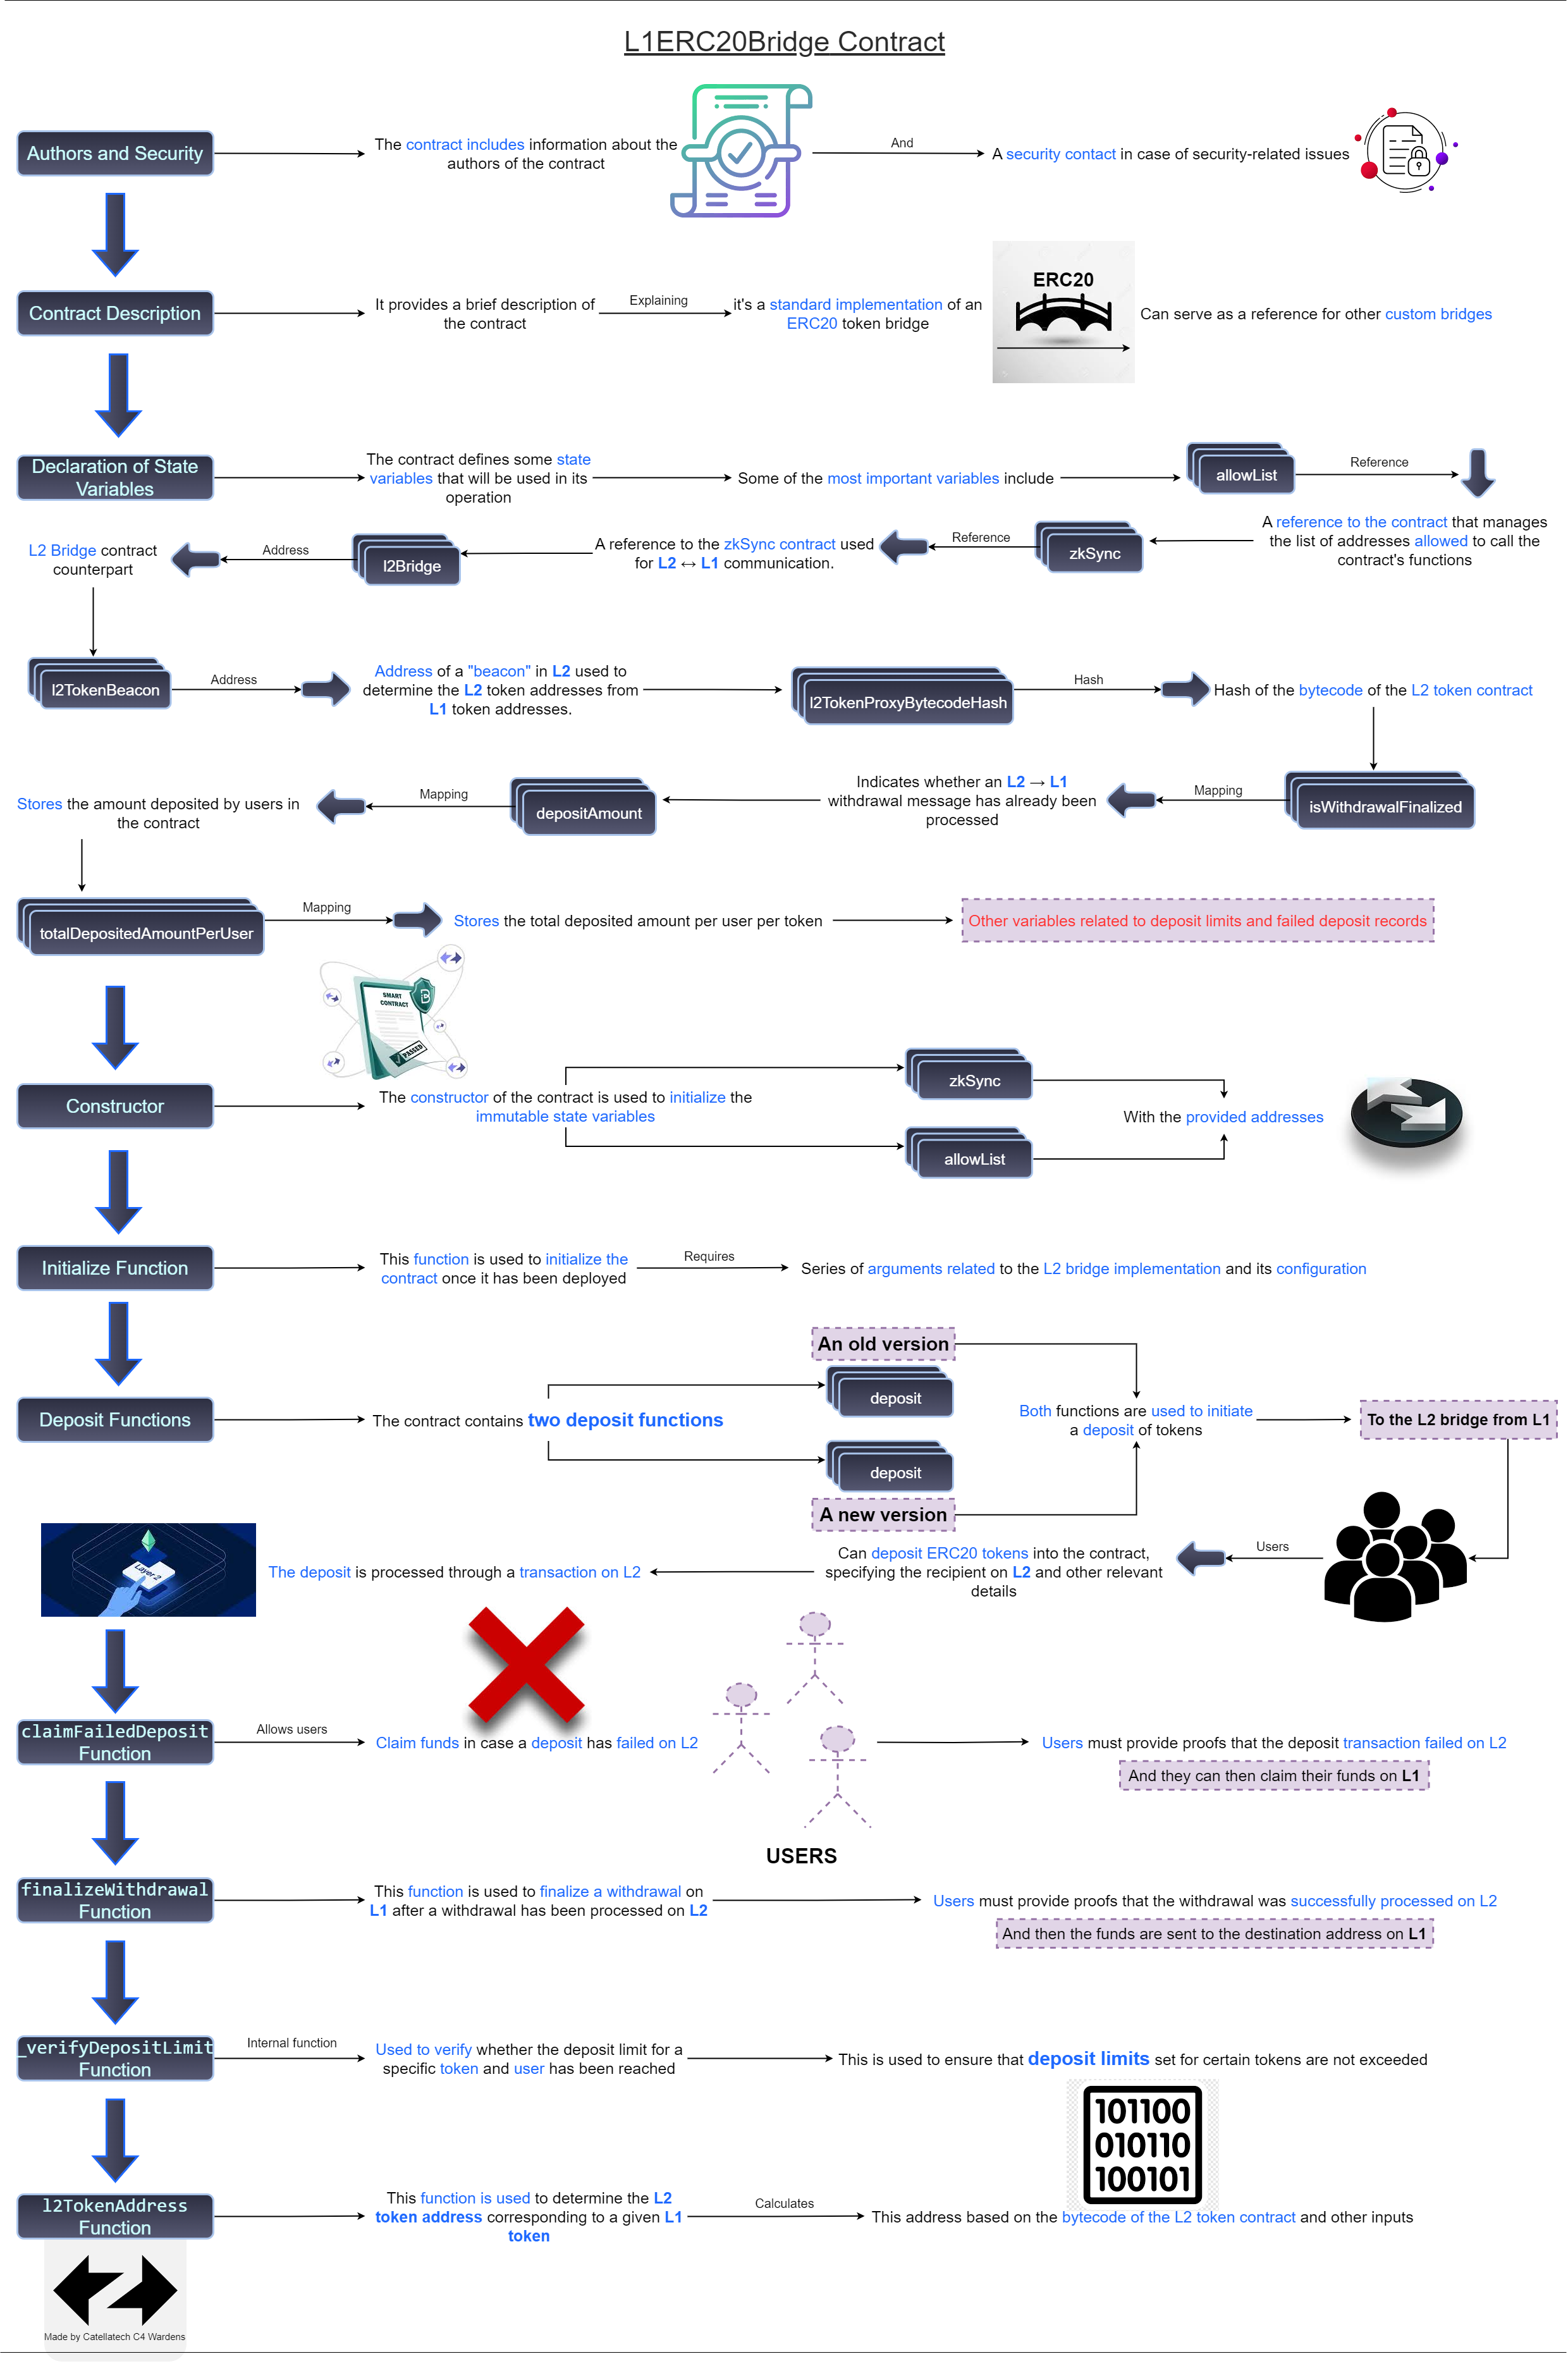 L1ERC20Bridge Contract
Authors and Security
The contract includes information about the
authors of the contract
And
A security contact in case of security-related issues
Contract Description
It provides a brief description of
the contract
Explaining
it's a standard implementation of an
ERC20 token bridge
ERC20
Can serve as a reference for other custom bridges
Declaration of State
Variables
The contract defines some state
variables that will be used in its
operation
Some of the most important variables include
allowList
Reference
A reference to the contract that manages
the list of addresses allowed to call the
contract's functions
zkSync
Reference
A reference to the zkSync contract used
for L2 ↔ L1 communication.
l2Bridge
Address
L2 Bridge contract
counterpart
l2TokenBeacon
Address
Address of a "beacon" in L2 used to
determine the L2 token addresses from
L1 token addresses.
l2TokenProxyBytecodeHash
Hash
Hash of the bytecode of the L2 token contract
isWithdrawalFinalized
Mapping
Indicates whether an L2 → L1
withdrawal message has already been
processed
depositAmount
Mapping
Stores the amount deposited by users in
the contract
totalDepositedAmountPerUser
Mapping
Stores the total deposited amount per user per token
Other variables related to deposit limits and failed deposit records
SMART
CONTRACT
PASSED
Constructor
The constructor of the contract is used to initialize the
immutable state variables
zkSync
allowList
With the provided addresses
Initialize Function
This function is used to initialize the
contract once it has been deployed
Requires
Series of arguments related to the L2 bridge implementation and its configuration
Deposit Functions
The contract contains two deposit functions
An old version
deposit
deposit
A new version
Both functions are used to initiate
a deposit of tokens
To the L2 bridge from L1
Users
Can deposit ERC20 tokens into the contract,
specifying the recipient on L2 and other relevant
details
The deposit is processed through a transaction on L2
Layer 2
claimFailedDeposit
Function
Allows users
Claim funds in case a deposit has failed on L2
USERS
Users must provide proofs that the deposit transaction failed on L2
And they can then claim their funds on L1
finalizeWithdrawal
Function
This function is used to finalize a withdrawal on
L1 after a withdrawal has been processed on L2
Users must provide proofs that the withdrawal was successfully processed on L2
And then the funds are sent to the destination address on L1
_verifyDepositLimit
Function
Internal function
Used to verify whether the deposit limit for a
specific token and user has been reached
This is used to ensure that deposit limits set for certain tokens are not exceeded
101100
010110
100101
l2TokenAddress
Function
This function is used to determine the L2
token address corresponding to a given L1
token
Calculates
This address based on the bytecode of the L2 token contract and other inputs
Made by Catellatech C4 Wardens